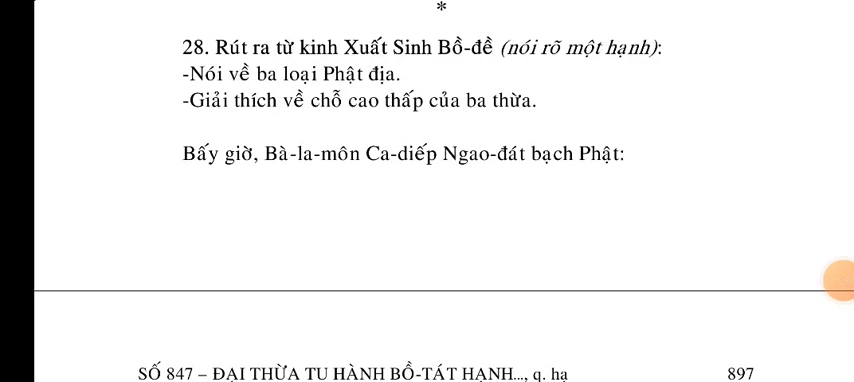 *
28. Rút ra từ kinh Xuất Sinh Bồ-đề (nói rõ một hạnh):
-Nói về ba loại Phật địa.
-Giải thích về chỗ cao thấp của ba thừa.
Bấy giờ, Bà-la-môn Ca-diếp Ngao-đát bạch Phật:
SỐ 847 – ĐẠI THỪA TU HÀNH BỒ-TÁT HẠNH..., q. hạ
897